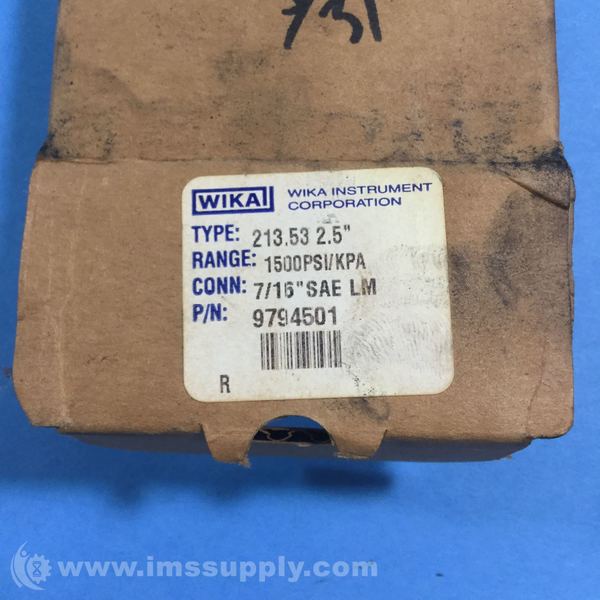 731
WIKA
WIKA INSTRUMENT
CORPORATION
TYPE: 213.53 2.5"
RANGE: 1500PSI/KPA
CONN: 7/16"SAE LM
P/N: 9794501
R
www.imssupply.com